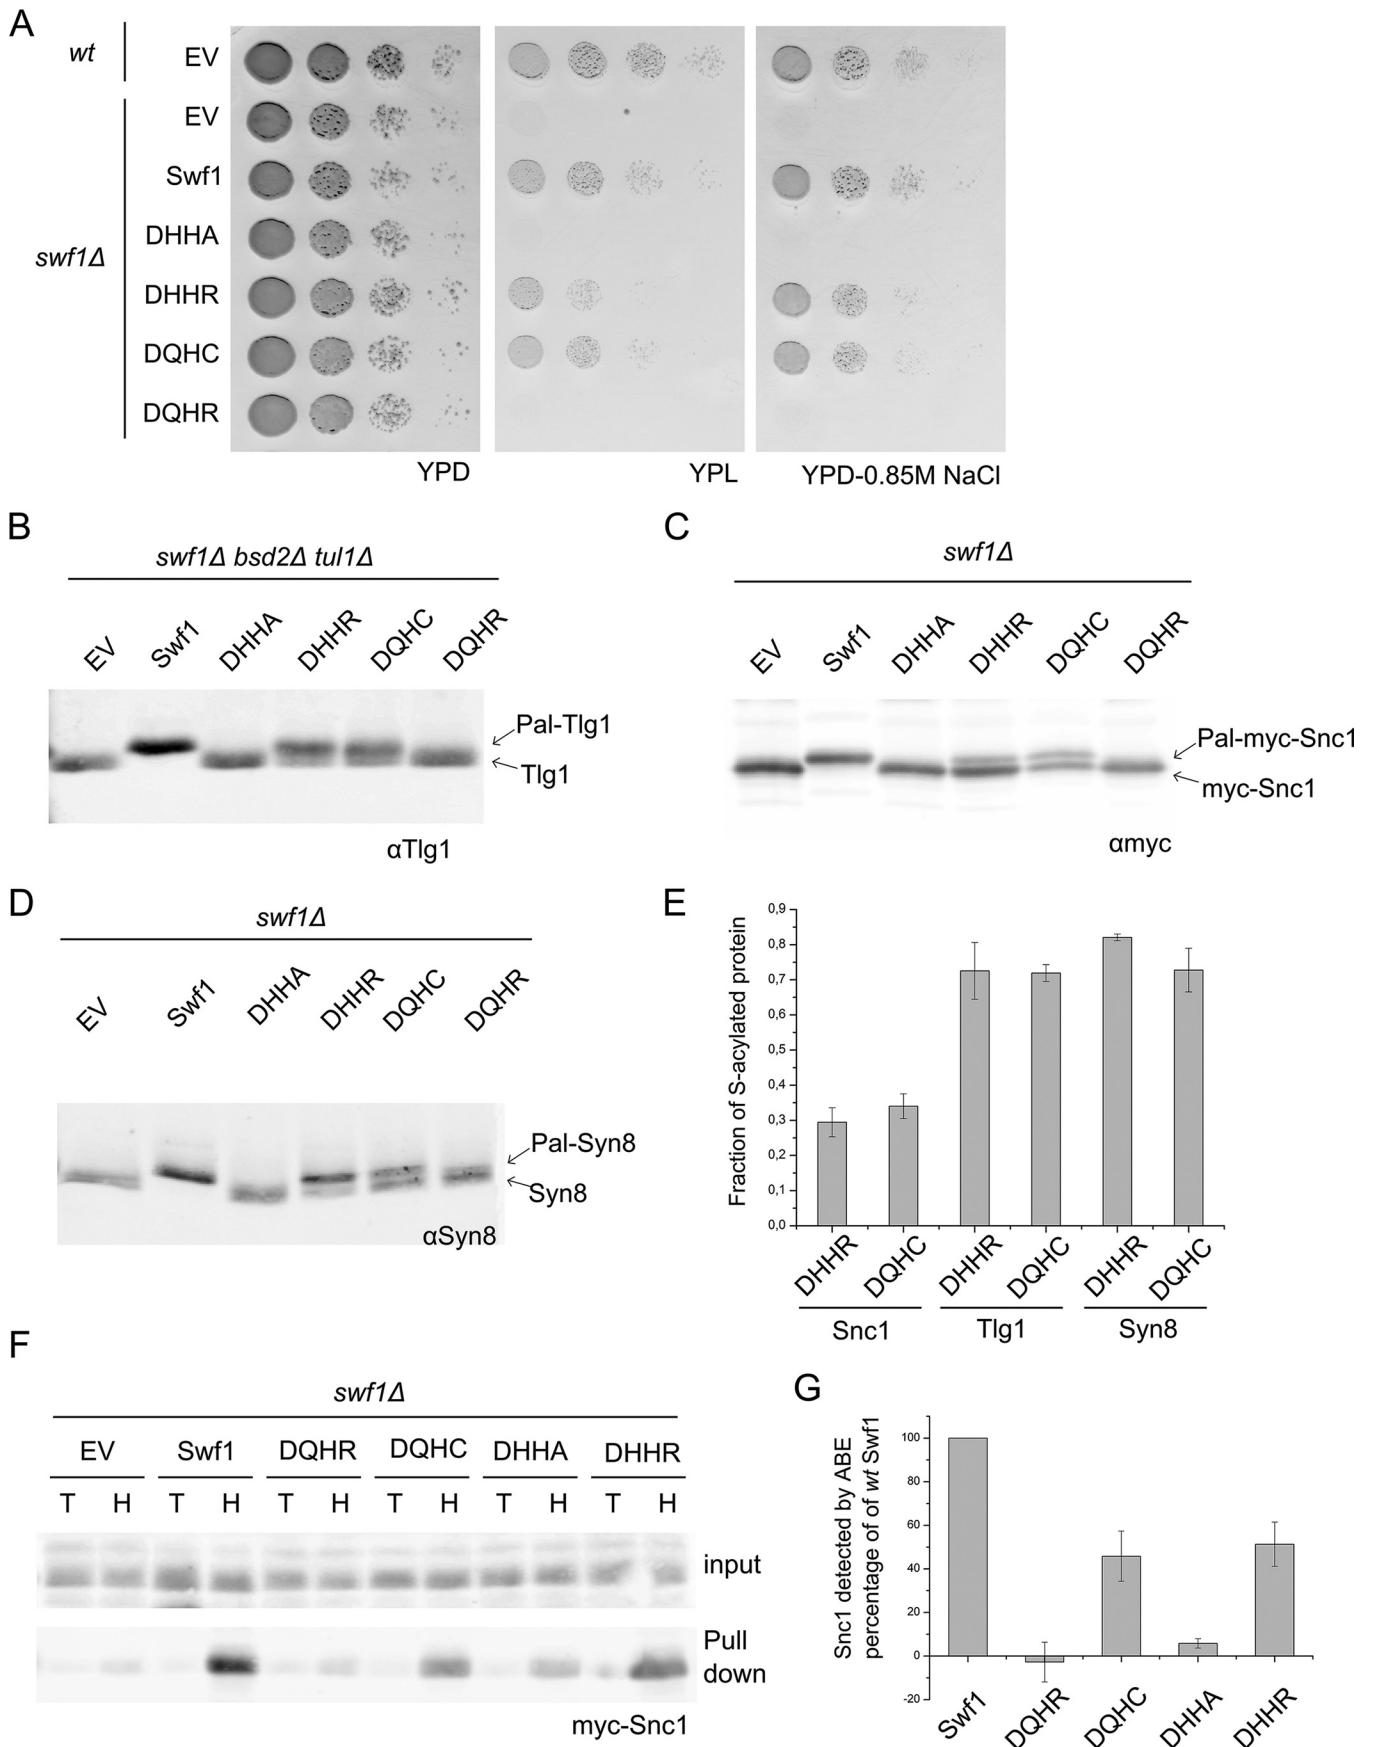 A
wt
EV
EV
Swf1
DHHA
swf1Δ
DHHR
DQHC
DQHR
YPD
YPL
YPD-0.85M NaCl
B
swf1Δ bsd2Δ tul1Δ
EV
Swf1
DHHA
DHHR
DQHC
DQHR
Pal-Tlg1
Tlg1
αTlg1
C
swf1Δ
EV
Swf1
DHHA
DHHR
DQHC
DQHR
Pal-myc-Snc1
myc-Snc1
αmyc
D
swf1Δ
EV
Swf1
DHHA
DHHR
DQHC
DQHR
Pal-Syn8
Syn8
αSyn8
E
Fraction of S-acylated protein
0,9
0,8
0,7
0,6
0,5
0,4
0,3
0,2
0,1
0,0
DHHR
DQHC
DHHR
DQHC
DHHR
DQHC
Snc1
Tlg1
Syn8
F
swf1Δ
EV
Swf1
DQHR
DQHC
DHHA
DHHR
T H T H T H T H T H T H
input
Pull
down
myc-Snc1
G
Snc1 detected by ABE
percentage of of wt Swf1
100
80
60
40
20
0
-20
Swf1
DQHR
DQHC
DHHA
DHHR